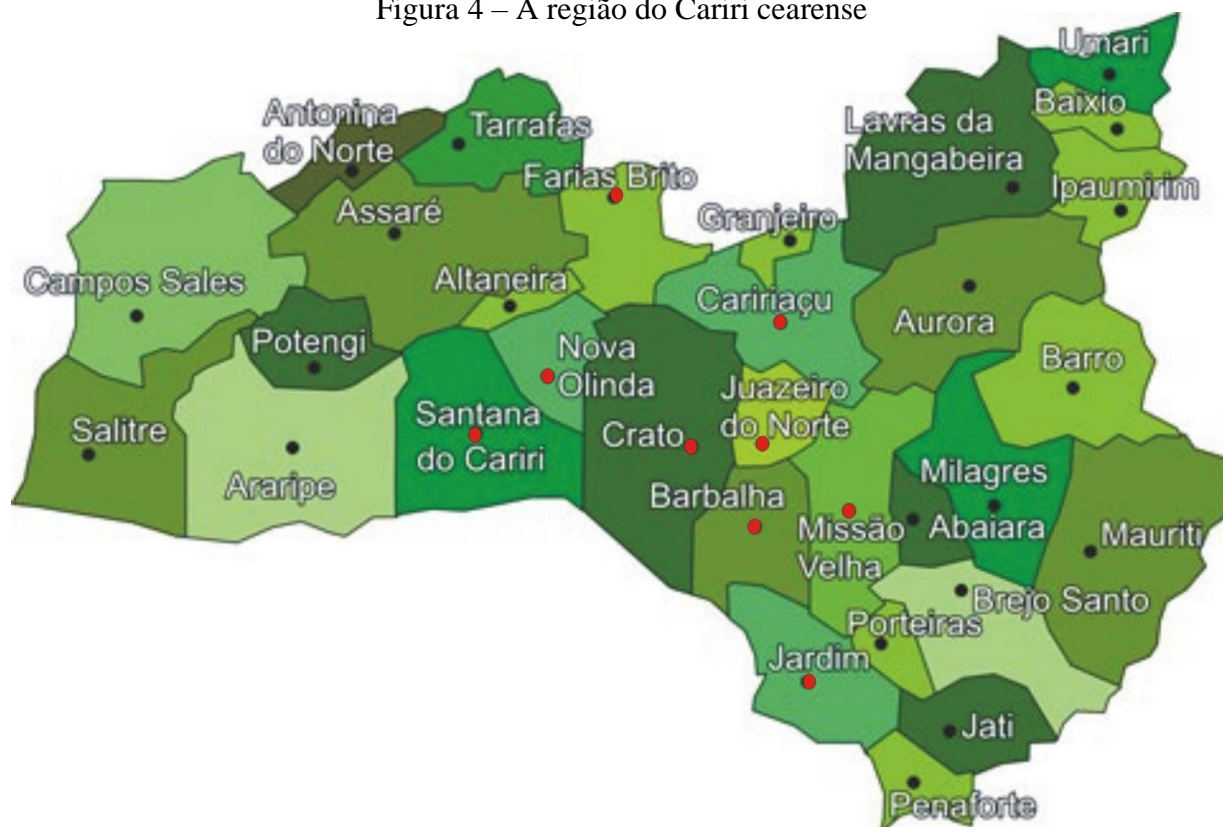 Figura 4 – A região do Cariri cearense
Umari
Baixio
Lavras da
Mangabeira
Ipaumirim
Antonina
do Norte
Tarrafas
Farias Brito
Assaré
Granjeiro
Campos Sales
Altaneira
Caririaçu
Aurora
Potengi
Nova
Olinda
Barro
Juazeiro
do Norte
Salitre
Santana
do Cariri
Crato
Araripe
Milagres
Barbalha
Missão
Velha
Abaiara
Mauriti
Brejo Santo
Porteiras
Jardim
Jati
Penaforte